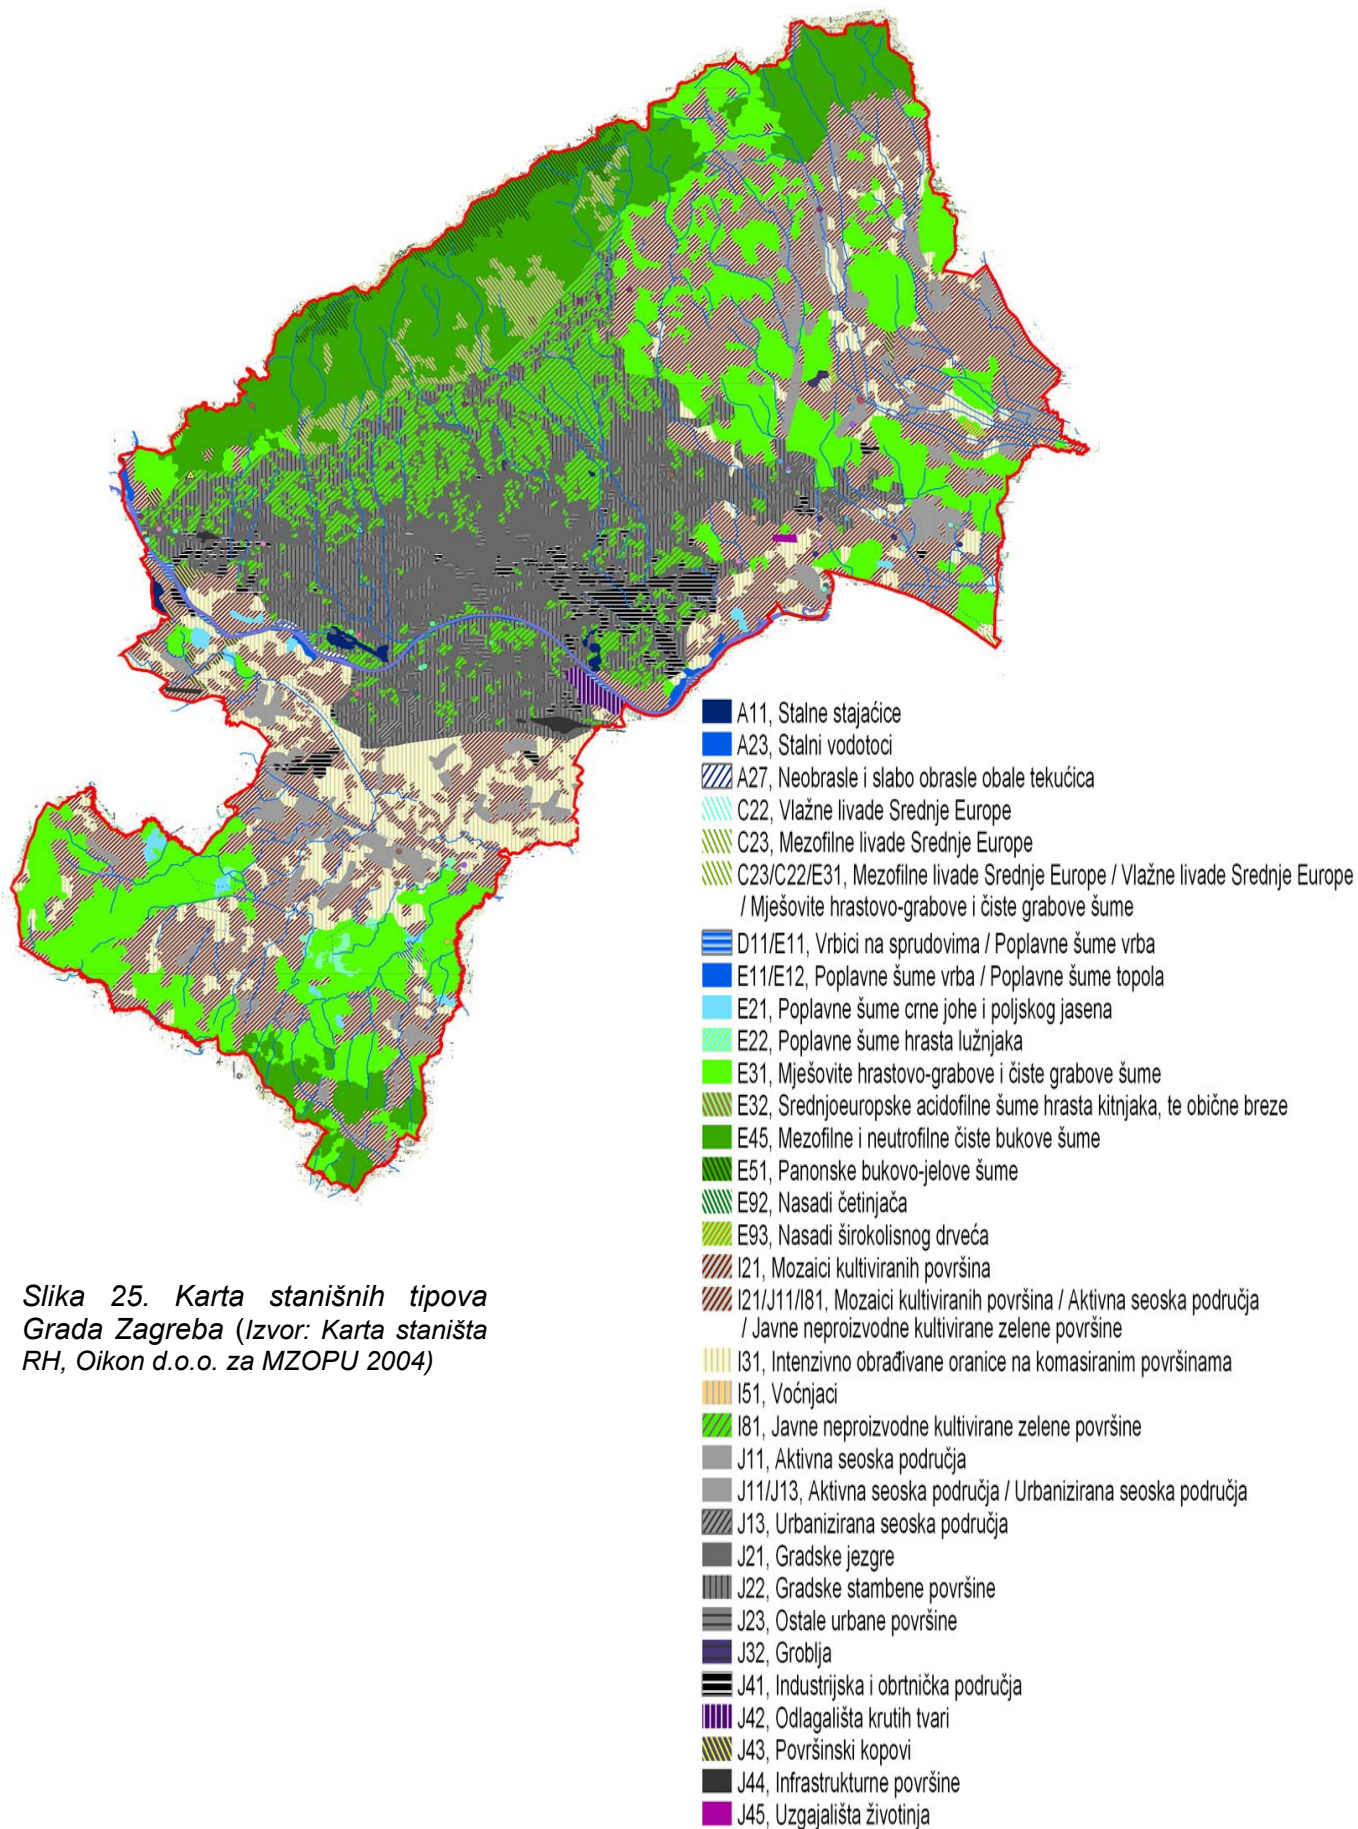 A11, Stalne stajaćice
A23, Stalni vodotoci
A27, Neobrasle i slabo obrasle obale tekućica
C22, Vlažne livade Srednje Europe
C23, Mezofilne livade Srednje Europe
C23/C22/E31, Mezofilne livade Srednje Europe / Vlažne livade Srednje Europe
/ Mješovite hrastovo-grabove i čiste grabove šume
D11/E11, Vrbici na sprudovima / Poplavne šume vrba
E11/E12, Poplavne šume vrba / Poplavne šume topola
E21, Poplavne šume crne johe i poljskog jasena
E22, Poplavne šume hrasta lužnjaka
E31, Mješovite hrastovo-grabove i čiste grabove šume
E32, Srednjoeuropske acidofilne šume hrasta kitnjaka, te obične breze
E45, Mezofilne i neutrofilne čiste bukove šume
E51, Panonske bukovo-jelove šume
E92, Nasadi četinjača
E93, Nasadi širokolisnog drveća
I21, Mozaici kultiviranih površina
I21/J11/I81, Mozaici kultiviranih površina / Aktivna seoska područja
/ Javne neproizvodne kultivirane zelene površine
I31, Intenzivno obrađivane oranice na komasiranim površinama
I51, Voćnjaci
I81, Javne neproizvodne kultivirane zelene površine
J11, Aktivna seoska područja
J11/J13, Aktivna seoska područja / Urbanizirana seoska područja
J13, Urbanizirana seoska područja
J21, Gradske jezgre
J22, Gradske stambene površine
J23, Ostale urbane površine
J32, Groblja
J41, Industrijska i obrtnička područja
J42, Odlagališta krutih tvari
J43, Površinski kopovi
J44, Infrastrukturne površine
J45, Uzgajališta životinja
Slika 25. Karta stanišnih tipova
Grada Zagreba (Izvor: Karta staništa
RH, Oikon d.o.o. za MZOPU 2004)